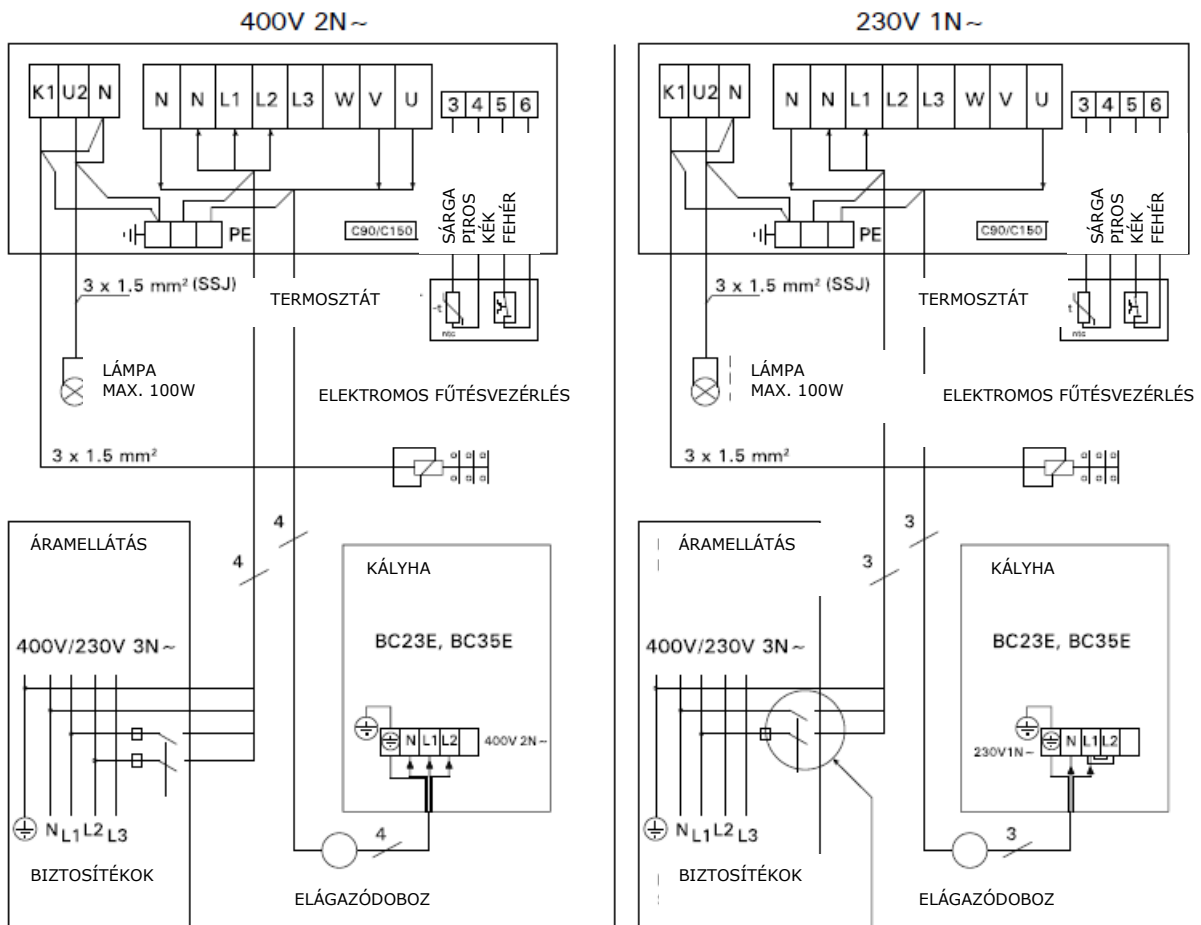 400V 2N~
K1 U2 N
N N L1 L2 L3 W V U
3 4 5 6
SÁRGA
PIROS
KÉK
FEHÉR
PE
C90/C150
3 x 1.5 mm² (SSJ)
TERMOSZTÁT
-t
ntc
LÁMPA
MAX. 100W
ELEKTROMOS FŰTÉSVEZÉRLÉS
3 x 1.5 mm²
4
4
ÁRAMELLÁTÁS
KÁLYHA
400V/230V 3N~
BC23E, BC35E
N L1 L2
400V 2N~
N L1 L2 L3
4
BIZTOSÍTÉKOK
ELÁGAZÓDOBOZ
230V 1N~
K1 U2 N
N N L1 L2 L3 W V U
3 4 5 6
SÁRGA
PIROS
KÉK
FEHÉR
PE
C90/C150
3 x 1.5 mm² (SSJ)
TERMOSZTÁT
-t
ntc
LÁMPA
MAX. 100W
ELEKTROMOS FŰTÉSVEZÉRLÉS
3 x 1.5 mm²
3
3
ÁRAMELLÁTÁS
KÁLYHA
400V/230V 3N~
BC23E, BC35E
N L1 L2
230V1N~
N L1 L2 L3
3
BIZTOSÍTÉKOK
ELÁGAZÓDOBOZ